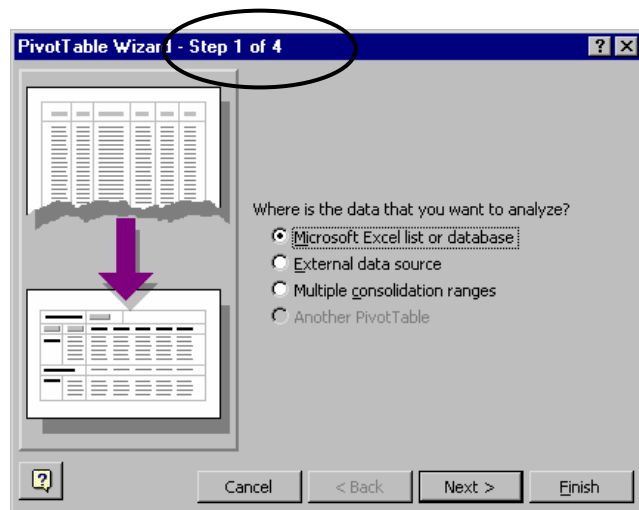 PivotTable Wizard - Step 1 of 4
Where is the data that you want to analyze?
Microsoft Excel list or database
External data source
Multiple consolidation ranges
Another PivotTable
Cancel
< Back
Next >
Finish